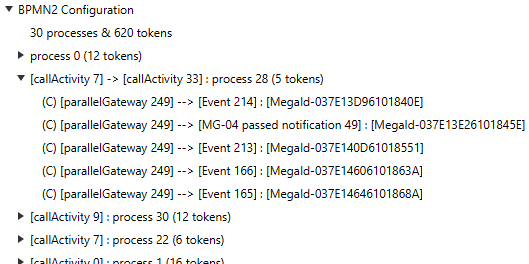 BPMN2 Configuration
30 processes & 620 tokens
process 0 (12 tokens)
[callActivity 7] -> [callActivity 33] : process 28 (5 tokens)
(C) [parallelGateway 249] --> [Event 214] : [MegaId-037E13D96101840E]
(C) [parallelGateway 249] --> [MG-04 passed notification 49] : [MegaId-037E13E26101845E]
(C) [parallelGateway 249] --> [Event 213] : [MegaId-037E140D61018551]
(C) [parallelGateway 249] --> [Event 166] : [MegaId-037E14606101863A]
(C) [parallelGateway 249] --> [Event 165] : [MegaId-037E14646101868A]
[callActivity 9] : process 30 (12 tokens)
[callActivity 7] : process 22 (6 tokens)
[callActivity 0] : process 1 (16 tokens)